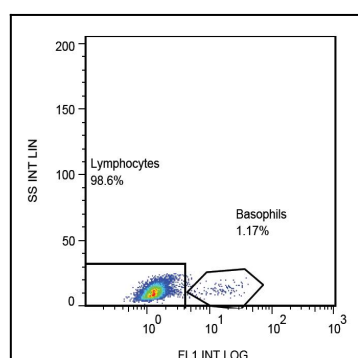 200
150
SS INT LIN
Lymphocytes
98.6%
100
Basophils
1.17%
50
0
10^0 10^1 10^2 10^3
FL1 INT LOG